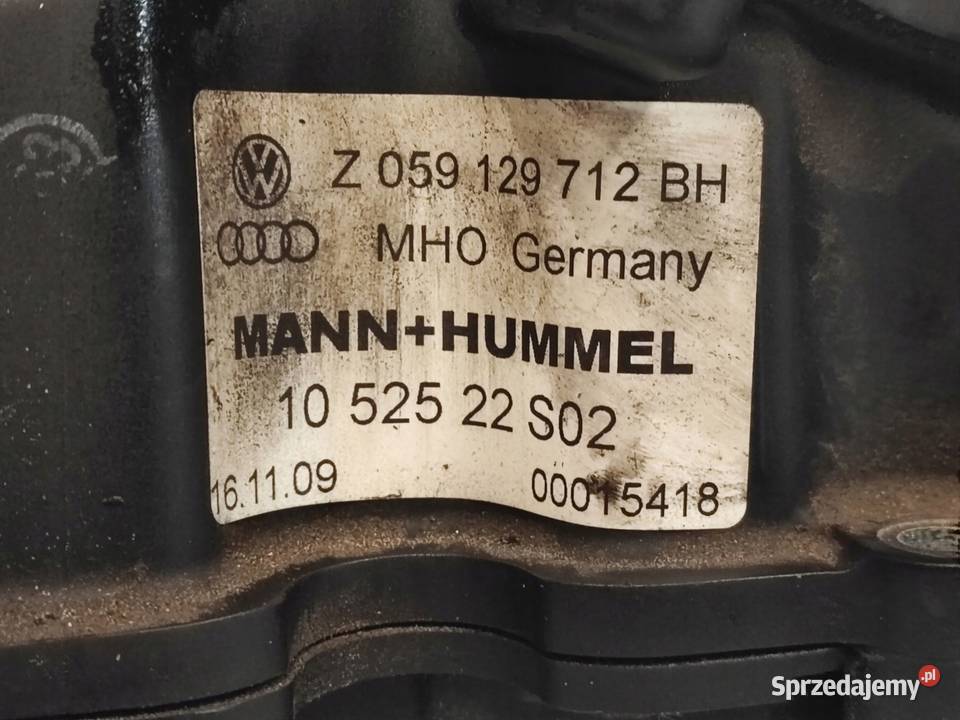 Z 059 129 712 BH
MHO Germany
MANN+HUMMEL
10 525 22 S02
16.11.09 00015418
Sprzedajemy.pl